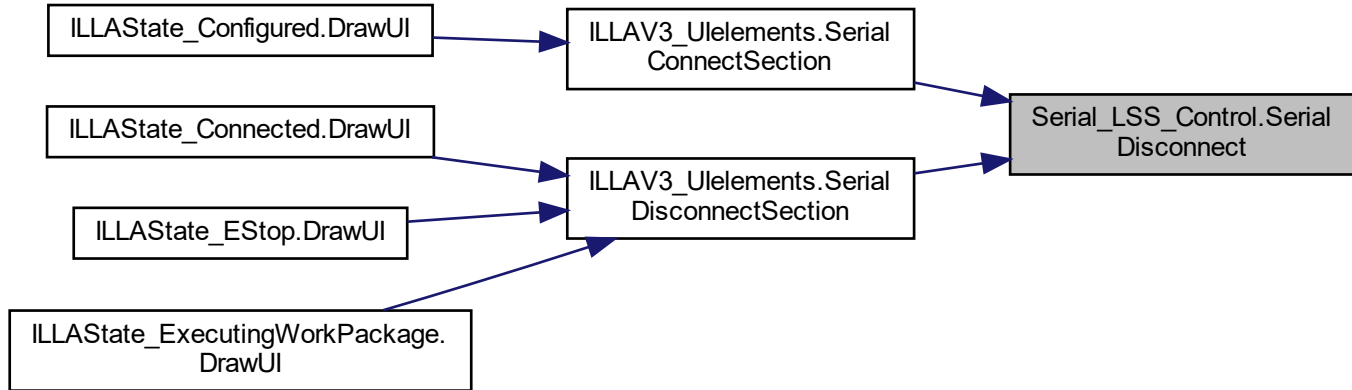 ILLAState_Configured.DrawUI
ILLAV3_UIelements.Serial
ConnectSection
Serial_LSS_Control.Serial
Disconnect
ILLAState_Connected.DrawUI
ILLAV3_UIelements.Serial
DisconnectSection
ILLAState_EStop.DrawUI
ILLAState_ExecutingWorkPackage.
DrawUI